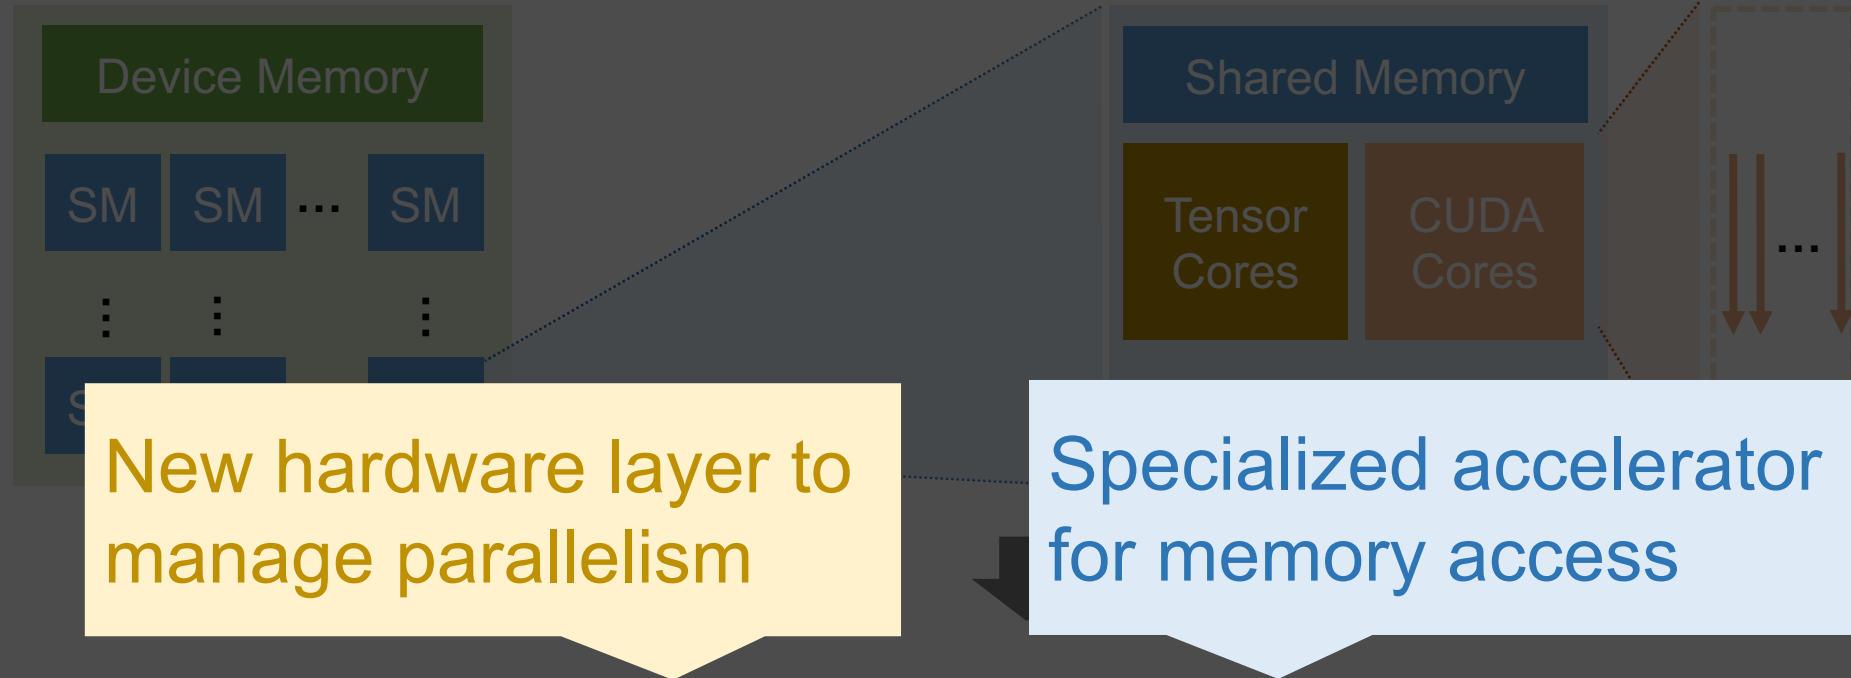 Device Memory
SM SM ... SM
Shared Memory
Tensor
Cores
CUDA
Cores
...
New hardware layer to
manage parallelism
Specialized accelerator
for memory access